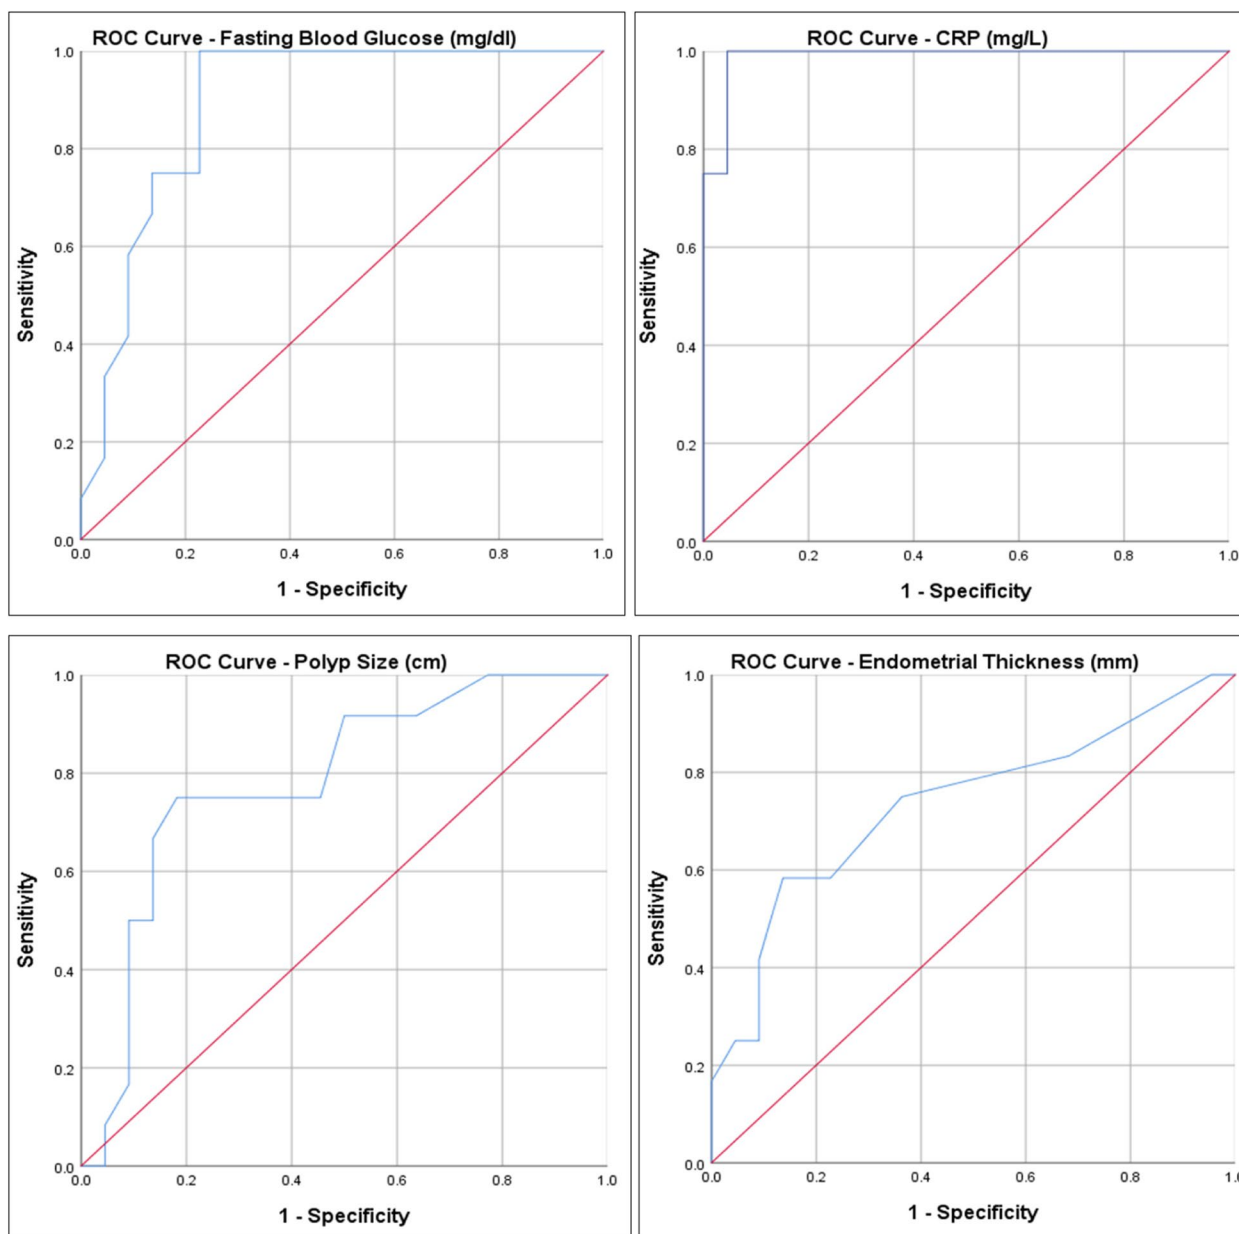 ROC Curve - Fasting Blood Glucose (mg/dl)
1.0
0.8
0.6
0.4
0.2
0.0
Sensitivity
0.0 0.2 0.4 0.6 0.8 1.0
1 - Specificity
ROC Curve - CRP (mg/L)
1.0
0.8
0.6
0.4
0.2
0.0
Sensitivity
0.0 0.2 0.4 0.6 0.8 1.0
1 - Specificity
ROC Curve - Polyp Size (cm)
1.0
0.8
0.6
0.4
0.2
0.0
Sensitivity
0.0 0.2 0.4 0.6 0.8 1.0
1 - Specificity
ROC Curve - Endometrial Thickness (mm)
1.0
0.8
0.6
0.4
0.2
0.0
Sensitivity
0.0 0.2 0.4 0.6 0.8 1.0
1 - Specificity